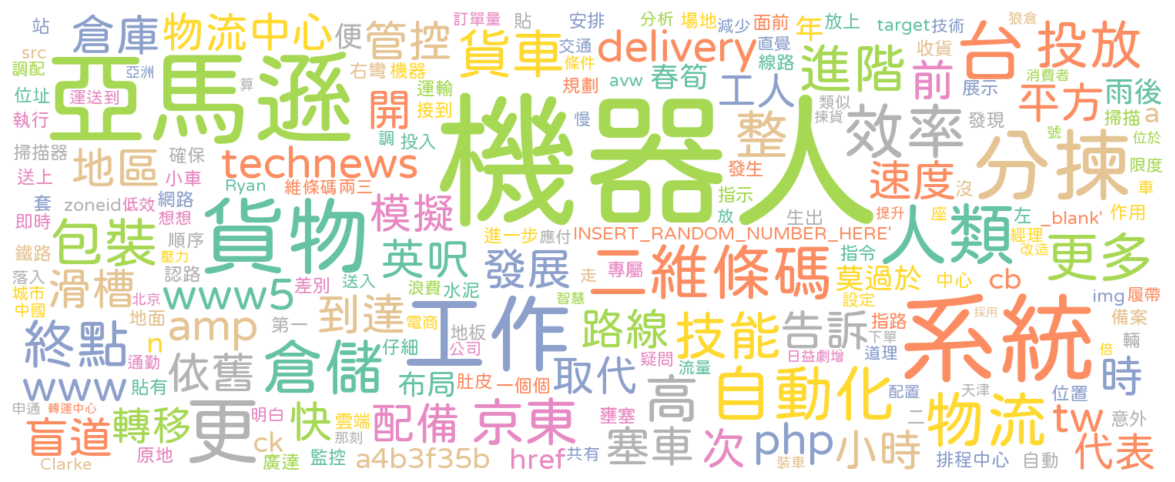 站 倉庫 物流中心 便 管控 訂單量 貼 安排 分析 場地 減少 面前 年 放上 target 技術 狼倉
src 調配 亞洲 亞馬遜 右彎 機器 貨車 交通 條件 delivery 直覺 線路 進階 收貨 前 台 投放
位址 運送到 算 開 運輸 規劃 avw 春筍 工人 類似 消費者 展示 平方 雨後
執行 調 投入 接到 慢 機器人 整 揀貨 效率 發現 號 掃描 a
掃描器 地區 確保 technews 發生 速度 分揀 位於
送上 小車 Ryan 維條碼 兩三 模擬 指示 沒 限度
套 zoneid 低效 網路 貨物 放 生出 提升 座 人類 左 _blank' 車 作用
即時 想想 進一步 應付 INSERT_RANDOM_NUMBER_HERE' 指令 經理 更多
鐵路 包裝 順序 壓力 認路 英呎 發展 走 專屬 二維條碼 莫過於 中心 cb 改造
落入 滑槽 www5 差別 送入 浪費 水泥 智慧 設定 img 履帶
城市 中國 北京 地面 amp 第一 到達 電商 地板 工作 路線 技能 告訴 指路 系統 採用 備案
終點 n 通勤 依舊 倉儲 仔細 公司 疑問 流量 下單 日益劇增 道理 倍 輛
www 貼有 布局 肚皮 一個個 取代 自動化 配置 天津 位置 時
申通 轉運中心 更 明白 雲端 配備 京東 壅塞 高 二 物流 tw 意外
盲道 轉移 ck 快 那刻 塞車 次 php 小時 代表
Clarke 原地 廣達 監控 a4b3f35b href 共有 裝車 排程中心 自動